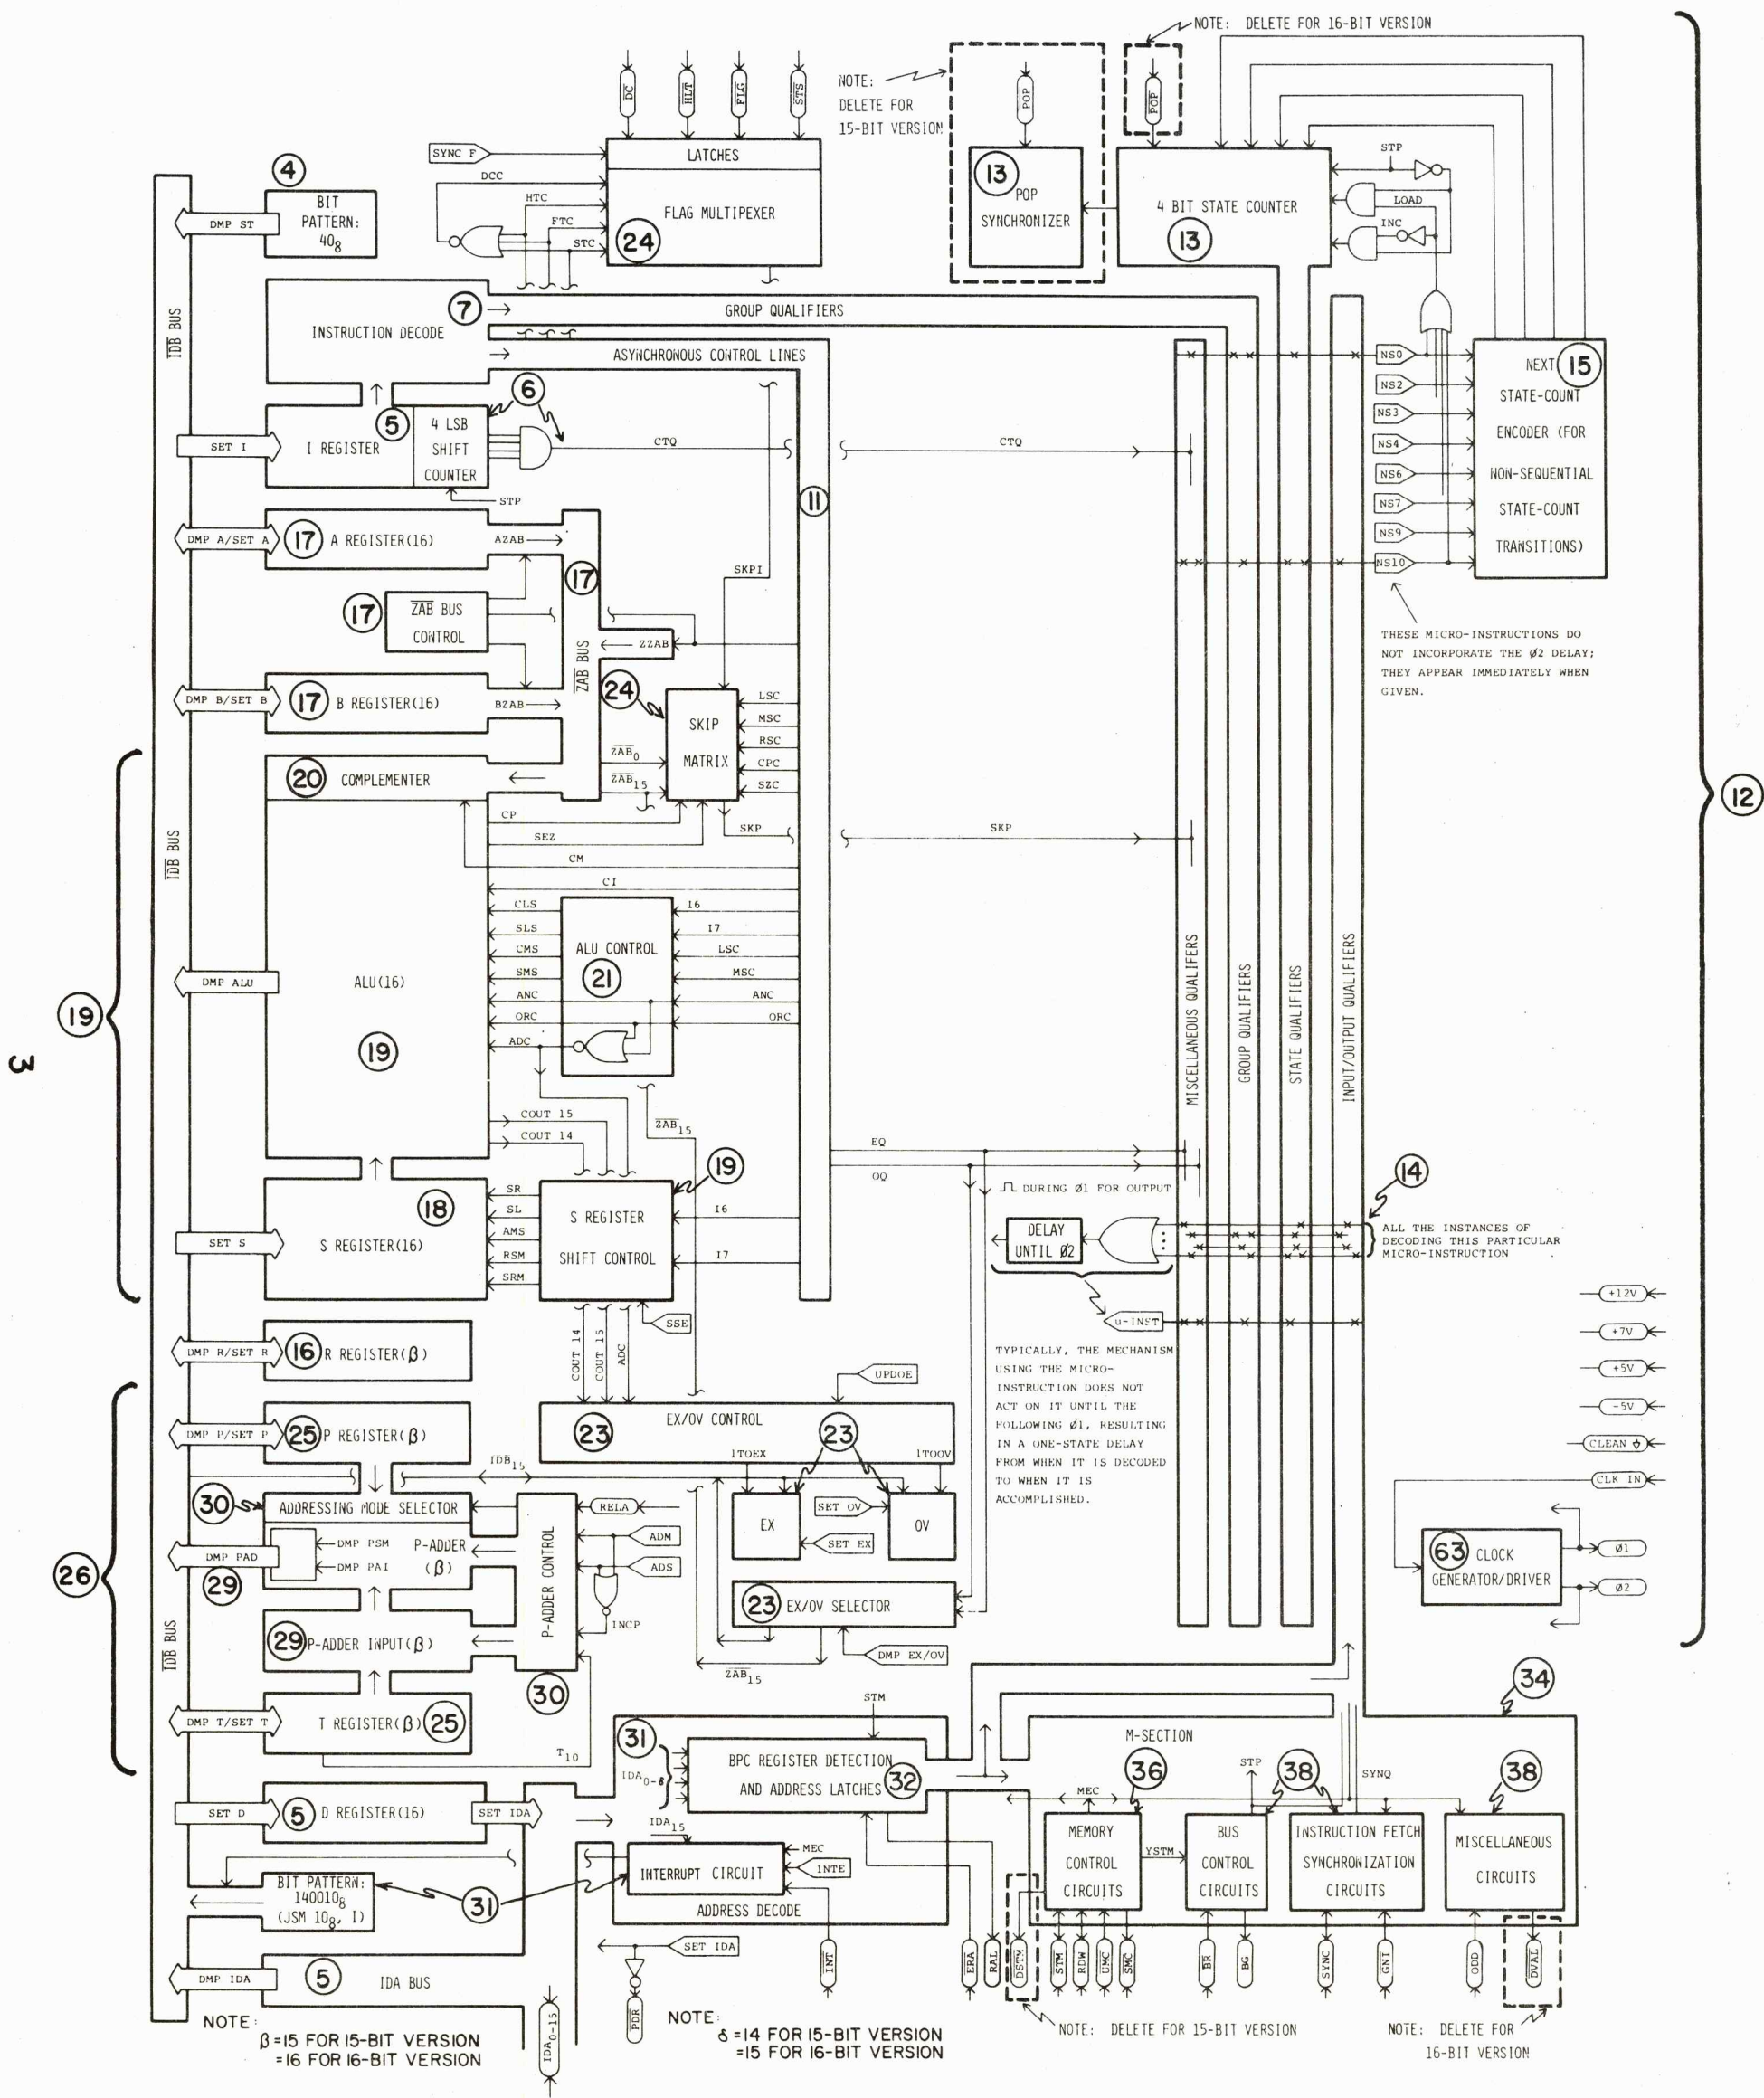 NOTE: DELETE FOR 16-BIT VERSION
NOTE:
DELETE FOR
15-BIT VERSION
DC
HLT
FLG
STS
POP
POP
SYNC F
LATCHES
DCC
HTC
FTC
STC
FLAG MULTIPEXER
24
13
POP
SYNCHRONIZER
4 BIT STATE COUNTER
13
STP
LOAD
INC
4
BIT
PATTERN:
40₈
DMP ST
IDB BUS
INSTRUCTION DECODE
7
GROUP QUALIFIERS
ASYNCHRONOUS CONTROL LINES
6
5
4 LSB
SHIFT
COUNTER
I REGISTER
SET I
CTQ
CTQ
STP
11
NS0
NS2
NS3
NS4
NS6
NS7
NS9
NS10
NEXT
15
STATE-COUNT
ENCODER (FOR
NON-SEQUENTIAL
STATE-COUNT
TRANSITIONS)
THESE MICRO-INSTRUCTIONS DO
NOT INCORPORATE THE Ø2 DELAY;
THEY APPEAR IMMEDIATELY WHEN
GIVEN.
DMP A/SET A
17
A REGISTER(16)
AZAB
17
SKPI
17
ZAB BUS
CONTROL
ZZAB
ZAB BUS
DMP B/SET B
17
B REGISTER(16)
BZAB
24
SKIP
MATRIX
LSC
MSC
RSC
CPC
SZC
ZAB₀
ZAB₁₅
20
COMPLEMENTER
12
CP
SEZ
SKP
SKP
CM
CI
IDB BUS
CLS
SLS
CMS
SMS
ANC
ORC
ADC
ALU CONTROL
21
I6
I7
LSC
MSC
ANC
ORC
DMP ALU
ALU(16)
19
19
3
MISCELLANEOUS QUALIFERS
GROUP QUALIFIERS
STATE QUALIFIERS
INPUT/OUTPUT QUALIFIERS
COUT 15
COUT 14
ZAB₁₅
EQ
OQ
19
18
S REGISTER(16)
SET S
SR
SL
AMS
RSM
SRM
S REGISTER
SHIFT CONTROL
I6
I7
SSE
DURING Ø1 FOR OUTPUT
DELAY
UNTIL Ø2
14
ALL THE INSTANCES OF
DECODING THIS PARTICULAR
MICRO-INSTRUCTION
u-INST
TYPICALLY, THE MECHANISM
USING THE MICRO-
INSTRUCTION DOES NOT
ACT ON IT UNTIL THE
FOLLOWING Ø1, RESULTING
IN A ONE-STATE DELAY
FROM WHEN IT IS DECODED
TO WHEN IT IS
ACCOMPLISHED.
+12V
+7V
+5V
-5V
CLEAN
CLK IN
63
CLOCK
GENERATOR/DRIVER
Ø1
Ø2
DMP R/SET R
16
R REGISTER(β)
COUT 14
COUT 15
ADC
UPDOE
DMP P/SET P
25
P REGISTER(β)
EX/OV CONTROL
23
23
1TOEX
1TOOV
IDB₁₅
30
ADDRESSING MODE SELECTOR
RELA
SET OV
EX
OV
SET EX
26
DMP PAD
29
DMP PSM
DMP PAI
P-ADDER
(β)
P-ADDER CONTROL
ADM
ADS
INCP
23
EX/OV SELECTOR
DMP EX/OV
ZAB₁₅
IDB BUS
29
P-ADDER INPUT(β)
30
DMP T/SET T
T REGISTER(β)
25
T₁₀
STM
31
IDA₀₋δ
BPC REGISTER DETECTION
AND ADDRESS LATCHES
32
34
M-SECTION
36
38
38
STP
SYNQ
MEC
MEMORY
CONTROL
CIRCUITS
YSTM
BUS
CONTROL
CIRCUITS
INSTRUCTION FETCH
SYNCHRONIZATION
CIRCUITS
MISCELLANEOUS
CIRCUITS
SET D
5
D REGISTER(16)
SET IDA
IDA₁₅
INTERRUPT CIRCUIT
MEC
INTE
ADDRESS DECODE
BIT PATTERN:
140010₈
(JSM 10₈, I)
31
SET IDA
PDR
INT
ERA
RAL
DSTM
STM
RDW
UMC
SMC
BR
BG
SYNC
GNI
ODD
DVAL
DMP IDA
5
IDA BUS
IDA₀₋₁₅
NOTE:
β=15 FOR 15-BIT VERSION
=16 FOR 16-BIT VERSION
NOTE:
δ=14 FOR 15-BIT VERSION
=15 FOR 16-BIT VERSION
NOTE: DELETE FOR 15-BIT VERSION
NOTE: DELETE FOR
16-BIT VERSION